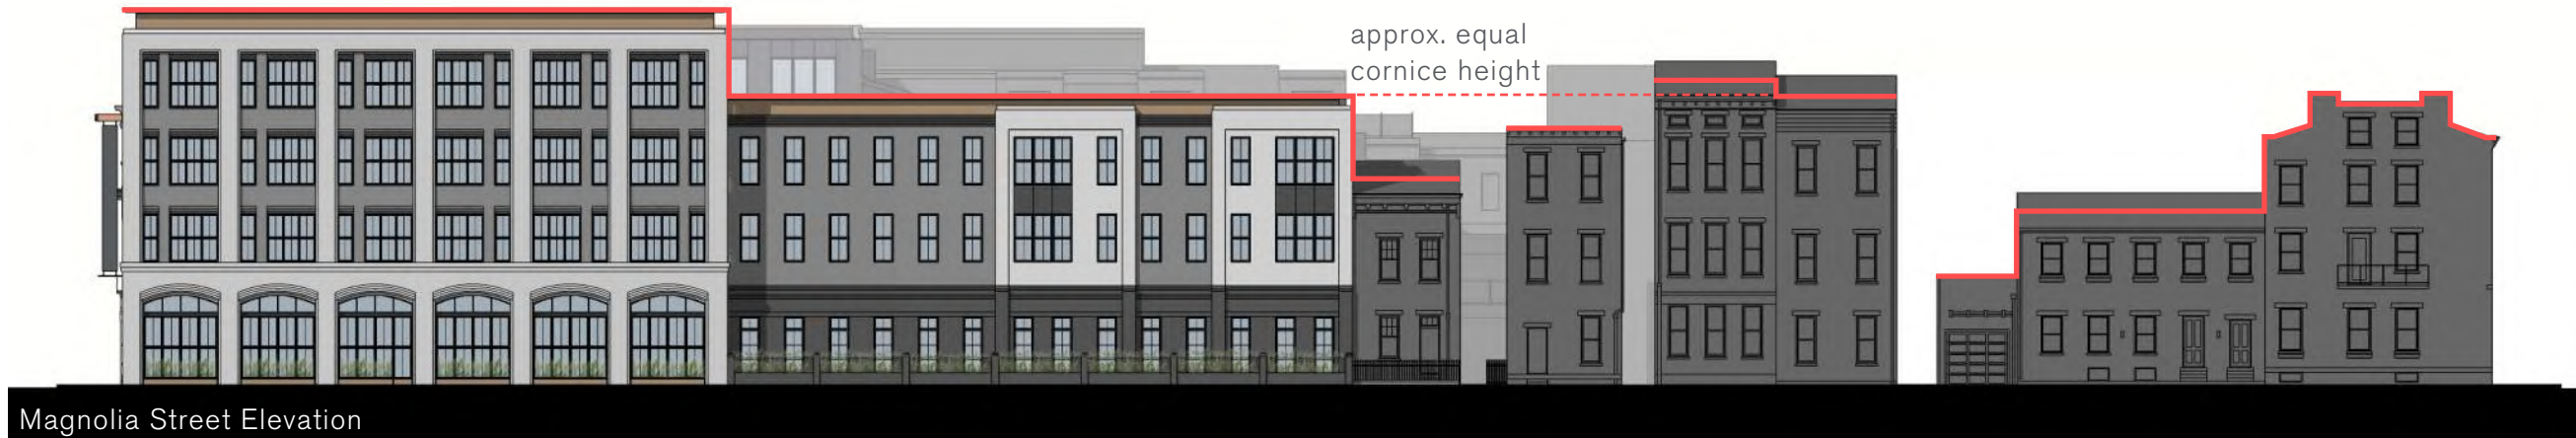 approx. equal
cornice height
Magnolia Street Elevation